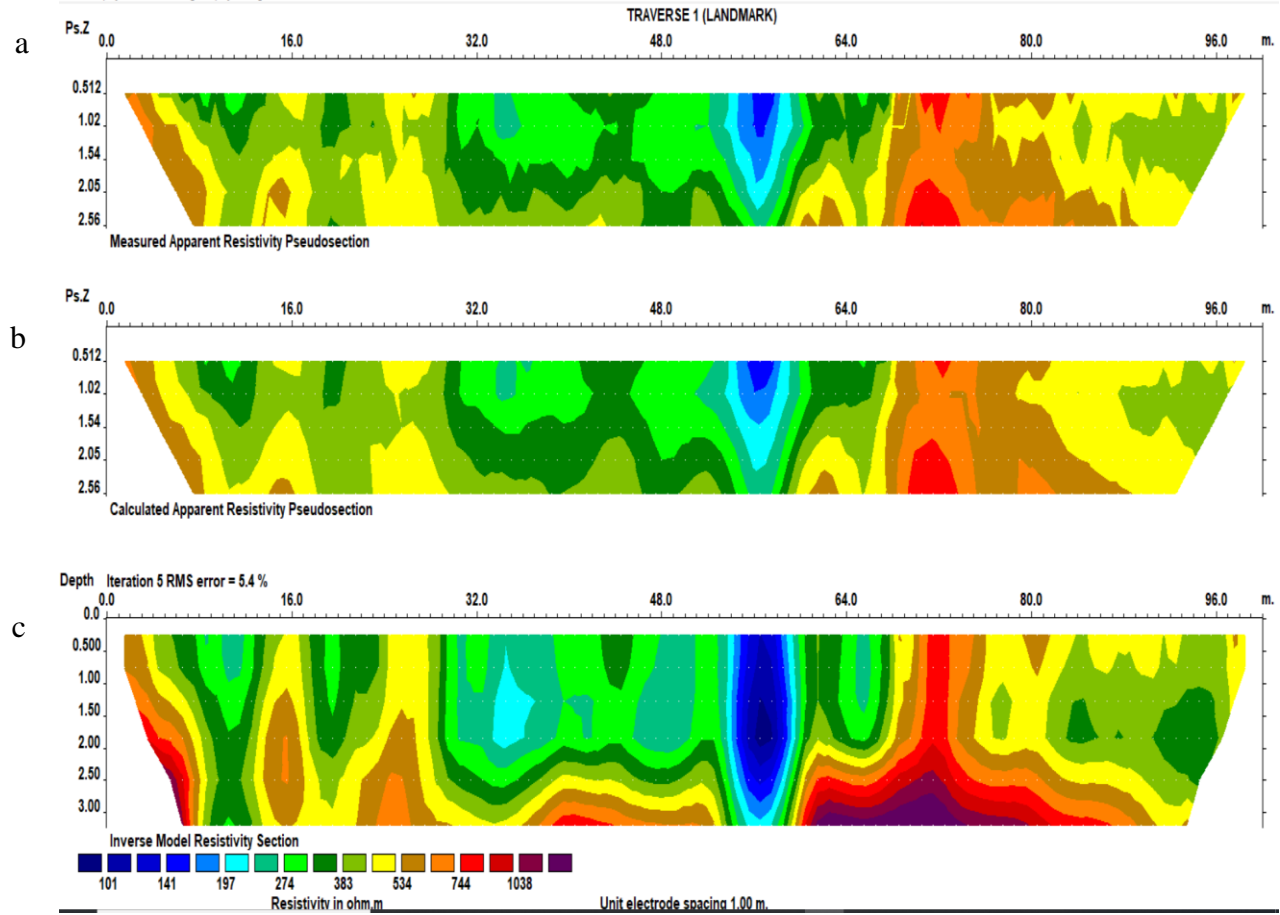 TRAVERSE 1 (LANDMARK)
a
Ps.Z
0.0 16.0 32.0 48.0 64.0 80.0 96.0 m.
0.512
1.02
1.54
2.05
2.56
Measured Apparent Resistivity Pseudosection
b
Ps.Z
0.0 16.0 32.0 48.0 64.0 80.0 96.0 m.
0.512
1.02
1.54
2.05
2.56
Calculated Apparent Resistivity Pseudosection
Depth Iteration 5 RMS error = 5.4 %
0.0 16.0 32.0 48.0 64.0 80.0 96.0 m.
0.0
c
0.500
1.00
1.50
2.00
2.50
3.00
Inverse Model Resistivity Section
101 141 197 274 383 534 744 1038
Resistivity in ohm.m Unit electrode spacing 1.00 m.